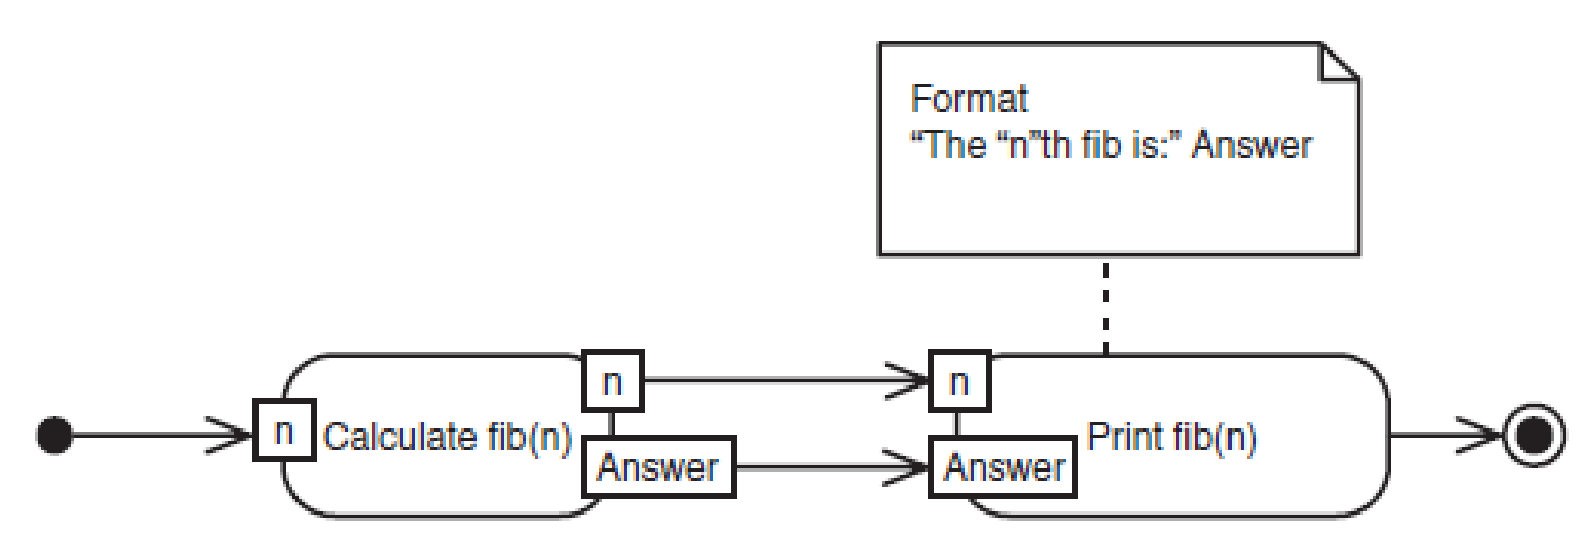 Format
“The “n”th fib is:” Answer
n
Calculate fib(n)
n
Answer
n
Answer
Print fib(n)